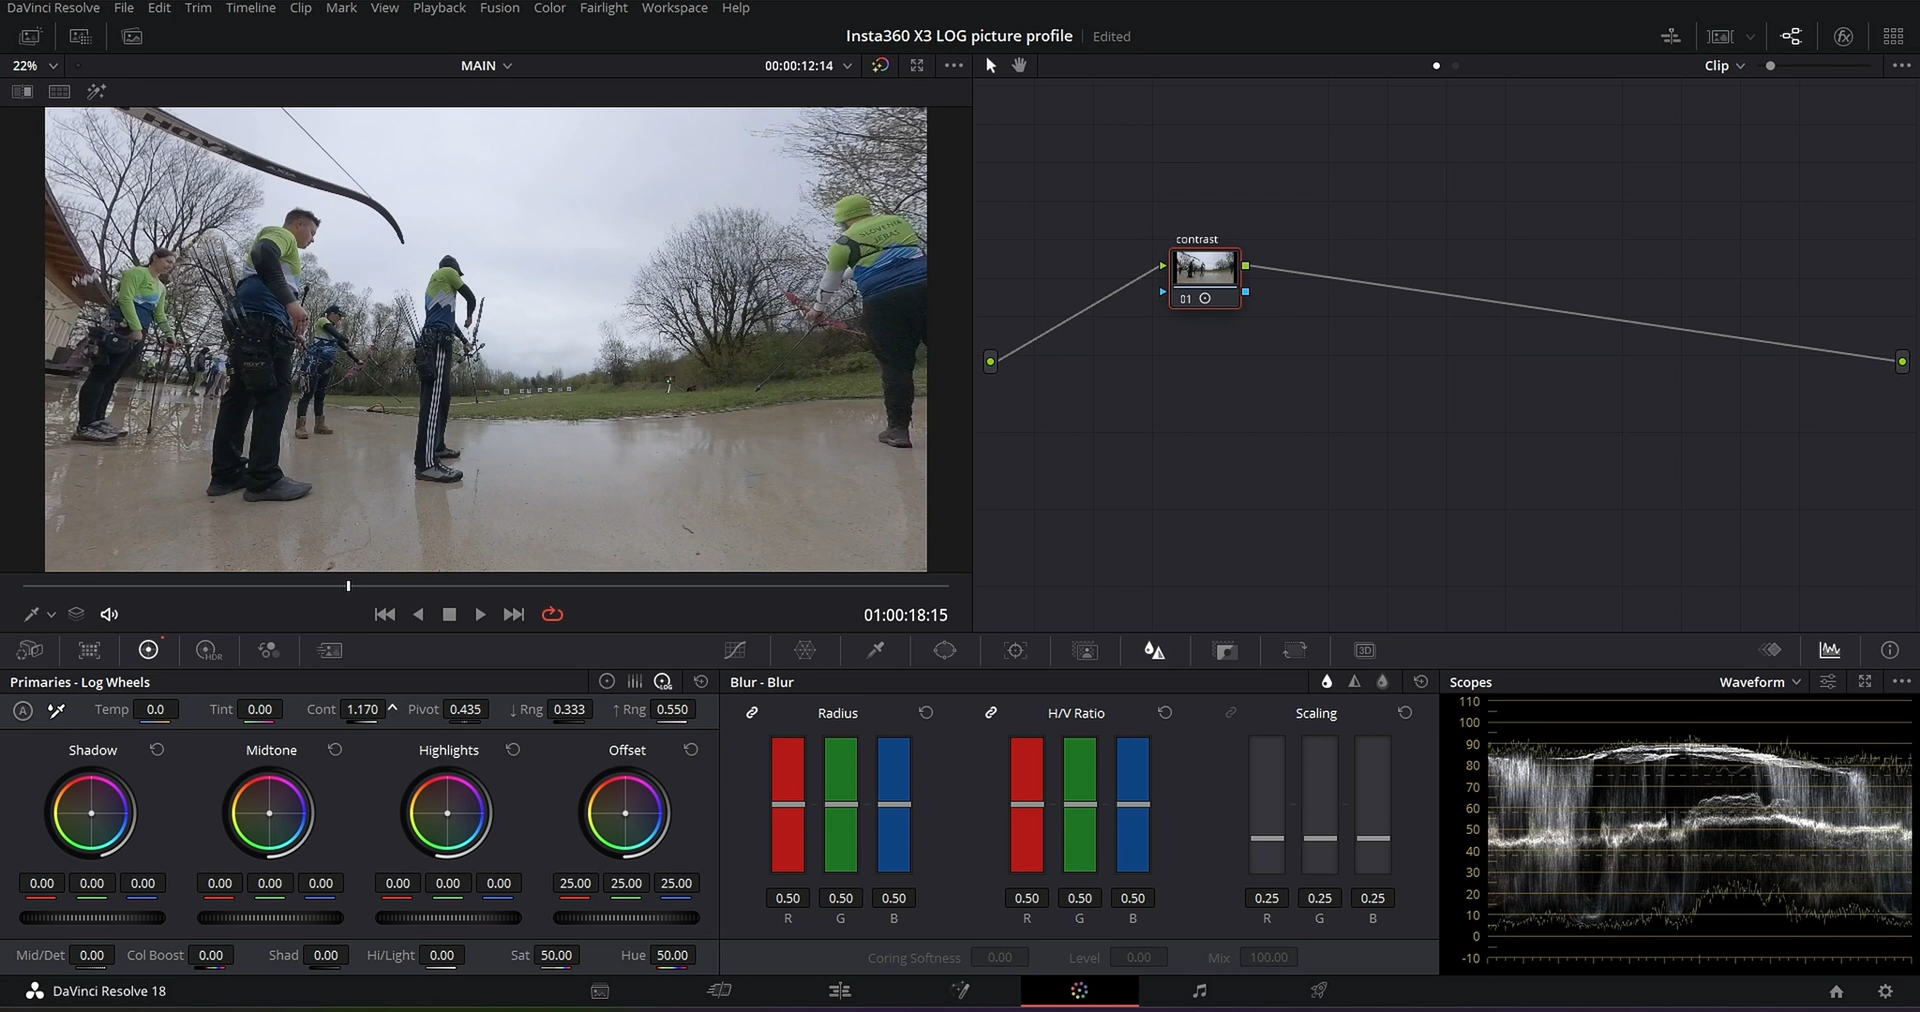 DaVinci Resolve File Edit Trim Timeline Clip Mark View Playback Fusion Color Fairlight Workspace Help
Insta360 X3 LOG picture profile Edited
22% MAIN 00:00:12:14 Clip
HOYT
SLOVENIA
HOYT
contrast
01
01:00:18:15
HDR
3D
Primaries - Log Wheels
LOG
Blur - Blur
Scopes Waveform
A Temp 0.0 Tint 0.00 Cont 1.170 Pivot 0.435 ↓ Rng 0.333 ↑ Rng 0.550
Radius H/V Ratio Scaling
Shadow Midtone Highlights Offset
0.00 0.00 0.00 0.00 0.00 0.00 0.00 0.00 0.00 25.00 25.00 25.00
0.50 0.50 0.50 0.50 0.50 0.50 0.25 0.25 0.25
R G B R G B R G B
110
100
90
80
70
60
50
40
30
20
10
0
-10
Mid/Det 0.00 Col Boost 0.00 Shad 0.00 Hi/Light 0.00 Sat 50.00 Hue 50.00
Coring Softness 0.00 Level 0.00 Mix 100.00
DaVinci Resolve 18